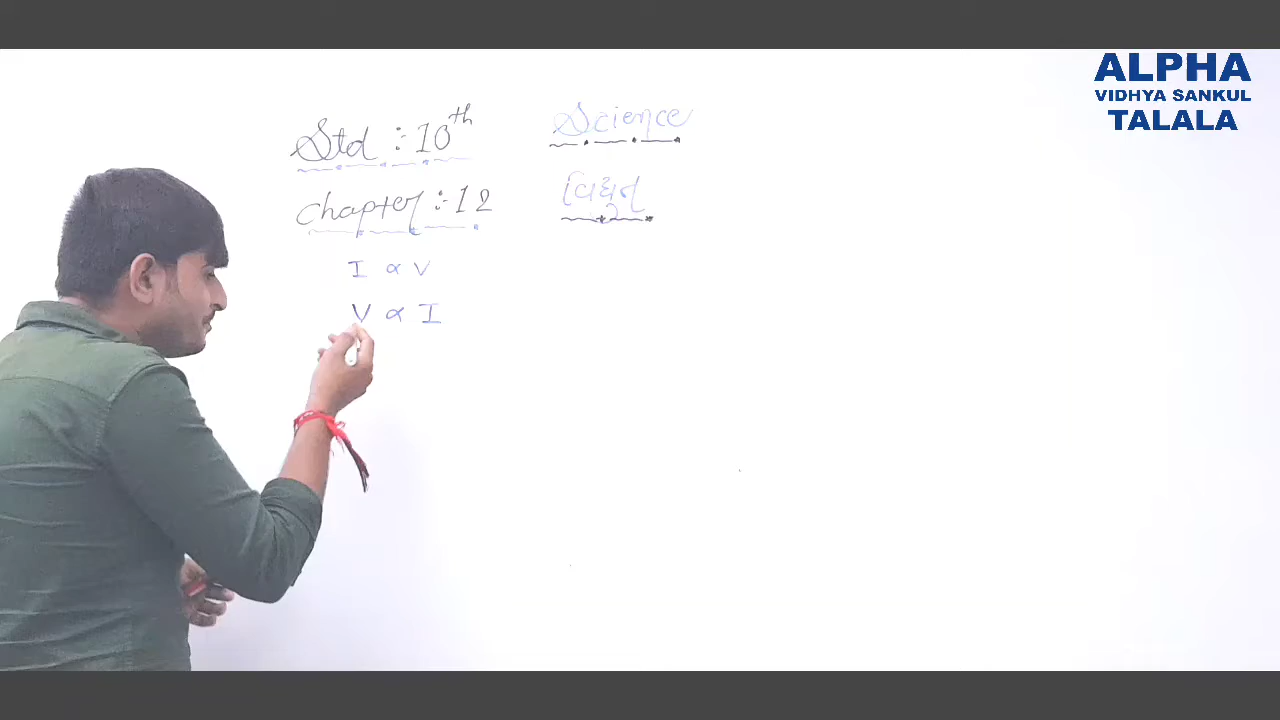 ALPHA
VIDHYA SANKUL
TALALA
Std :- 10th
Science
Chapter :- 12
I ∝ V
V ∝ I